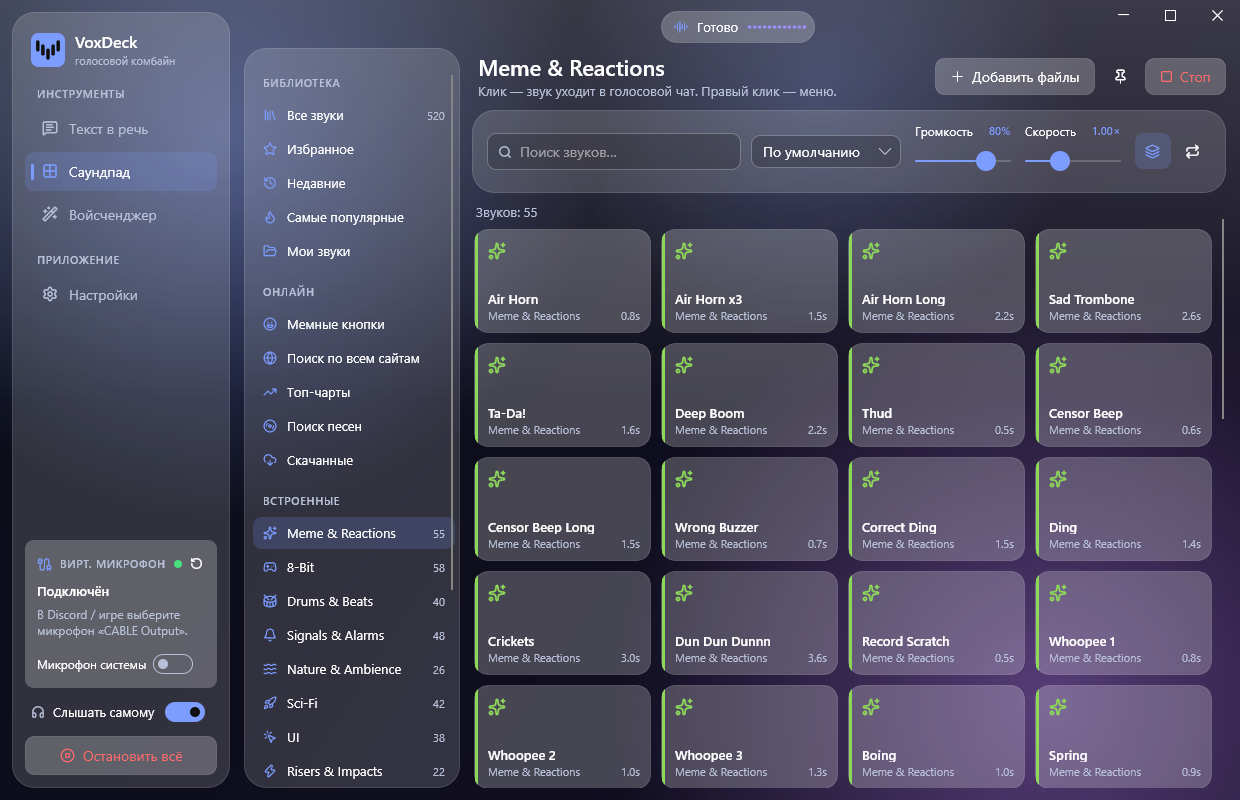 VoxDeck
голосовой комбайн
ИНСТРУМЕНТЫ
Текст в речь
Саундпад
Войсченджер
ПРИЛОЖЕНИЕ
Настройки
ВИРТ. МИКРОФОН
Подключён
В Discord / игре выберите
микрофон «CABLE Output».
Микрофон системы
Слышать самому
Остановить всё
БИБЛИОТЕКА
Все звуки 520
Избранное
Недавние
Самые популярные
Мои звуки
ОНЛАЙН
Мемные кнопки
Поиск по всем сайтам
Топ-чарты
Поиск песен
Скачанные
ВСТРОЕННЫЕ
Meme & Reactions 55
8-Bit 58
Drums & Beats 40
Signals & Alarms 48
Nature & Ambience 26
Sci-Fi 42
UI 38
Risers & Impacts 22
Готово
Meme & Reactions
Клик — звук уходит в голосовой чат. Правый клик — меню.
Добавить файлы
Стоп
Поиск звуков...
По умолчанию
Громкость 80%
Скорость 1.00×
Звуков: 55
Air Horn
Meme & Reactions 0.8s
Air Horn x3
Meme & Reactions 1.5s
Air Horn Long
Meme & Reactions 2.2s
Sad Trombone
Meme & Reactions 2.6s
Ta-Da!
Meme & Reactions 1.6s
Deep Boom
Meme & Reactions 2.2s
Thud
Meme & Reactions 0.5s
Censor Beep
Meme & Reactions 0.6s
Censor Beep Long
Meme & Reactions 1.5s
Wrong Buzzer
Meme & Reactions 0.7s
Correct Ding
Meme & Reactions 1.5s
Ding
Meme & Reactions 1.4s
Crickets
Meme & Reactions 3.0s
Dun Dun Dunnn
Meme & Reactions 3.6s
Record Scratch
Meme & Reactions 0.5s
Whoopee 1
Meme & Reactions 0.8s
Whoopee 2
Meme & Reactions 1.0s
Whoopee 3
Meme & Reactions 1.3s
Boing
Meme & Reactions 1.0s
Spring
Meme & Reactions 0.9s